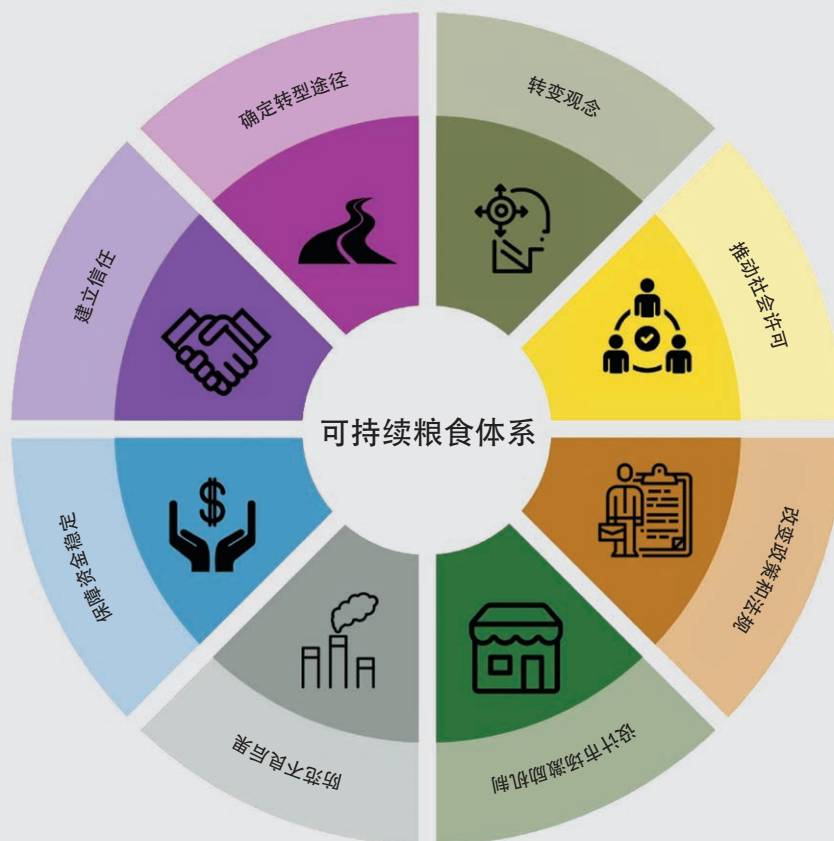 转变观念
推动社会许可
改变政策和法规
设计市场激励机制
防范不良后果
保障资金稳定
建立信任
确定转型途径
可持续粮食体系